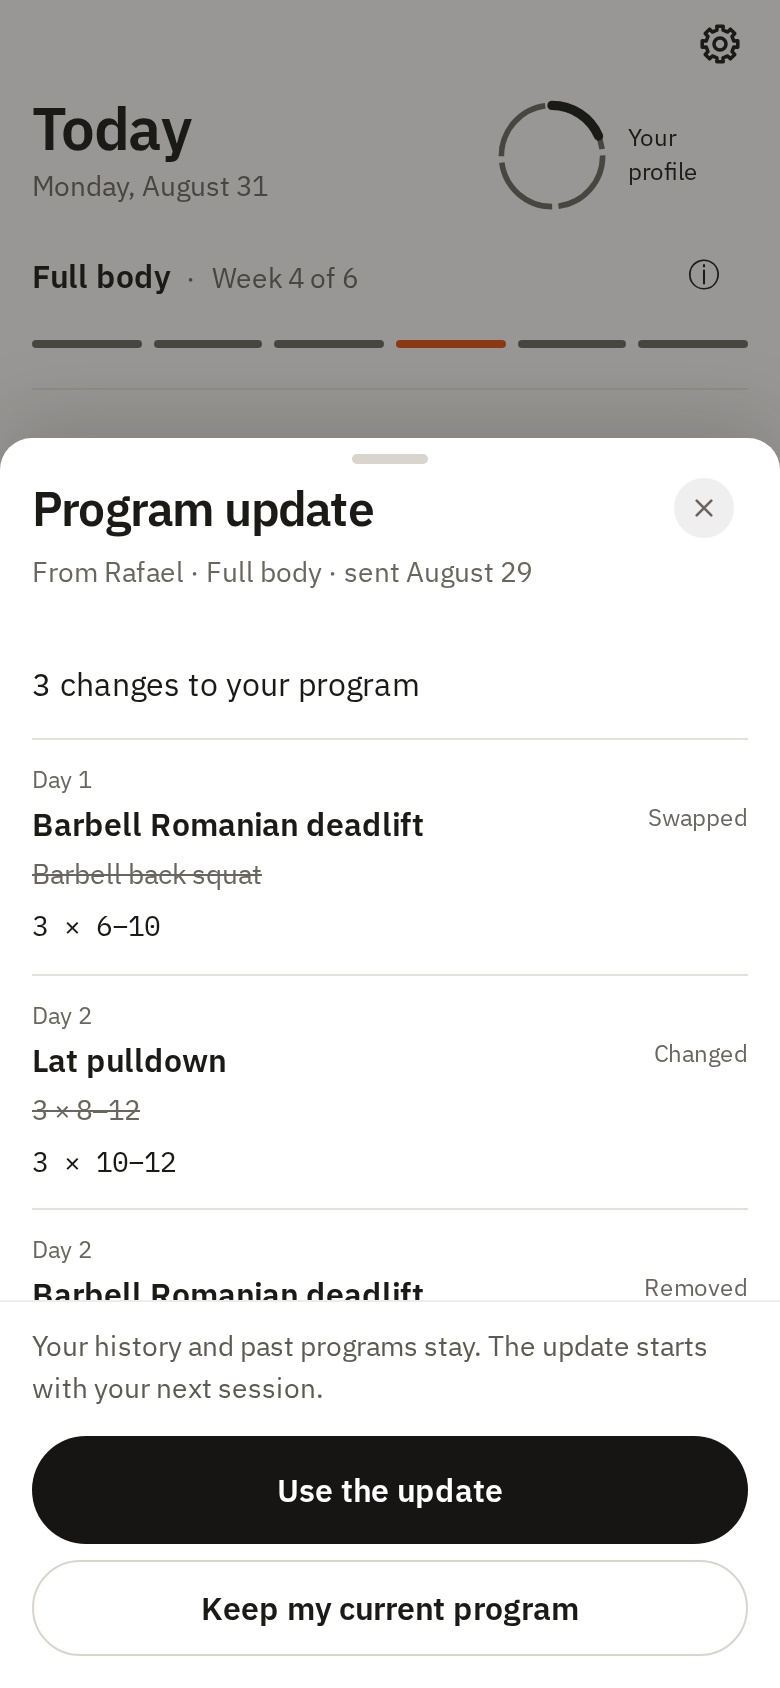 Today
Monday, August 31
Your
profile
Full body · Week 4 of 6
Program update
From Rafael · Full body · sent August 29
3 changes to your program
Day 1
Barbell Romanian deadlift
Swapped
Barbell back squat
3 × 6–10
Day 2
Lat pulldown
Changed
3 × 8–12
3 × 10–12
Day 2
Barbell Romanian deadlift
Removed
Your history and past programs stay. The update starts
with your next session.
Use the update
Keep my current program